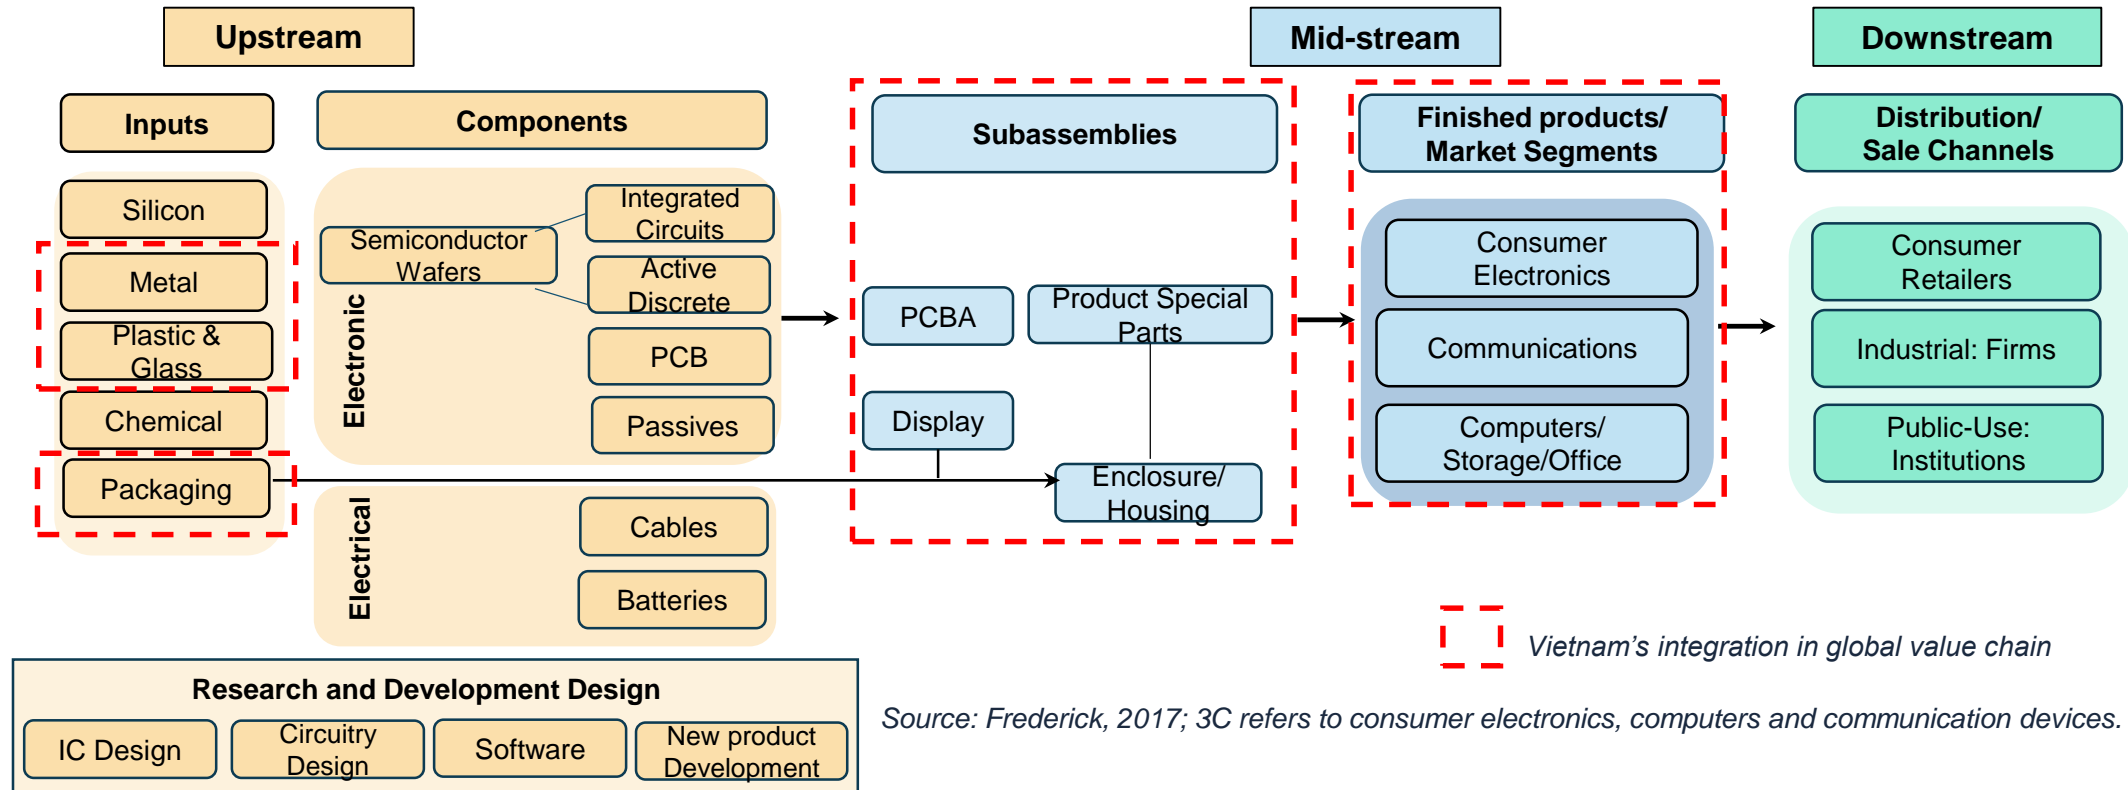 Upstream
Mid-stream
Downstream
Inputs
Components
Subassemblies
Finished products/
Market Segments
Distribution/
Sale Channels
Silicon
Metal
Plastic &
Glass
Chemical
Packaging
Electronic
Semiconductor
Wafers
Integrated
Circuits
Active
Discrete
PCB
Passives
Electrical
Cables
Batteries
PCBA
Product Special
Parts
Display
Enclosure/
Housing
Consumer
Electronics
Communications
Computers/
Storage/Office
Consumer
Retailers
Industrial: Firms
Public-Use:
Institutions
Vietnam's integration in global value chain
Research and Development Design
IC Design
Circuitry
Design
Software
New product
Development
Source: Frederick, 2017; 3C refers to consumer electronics, computers and communication devices.